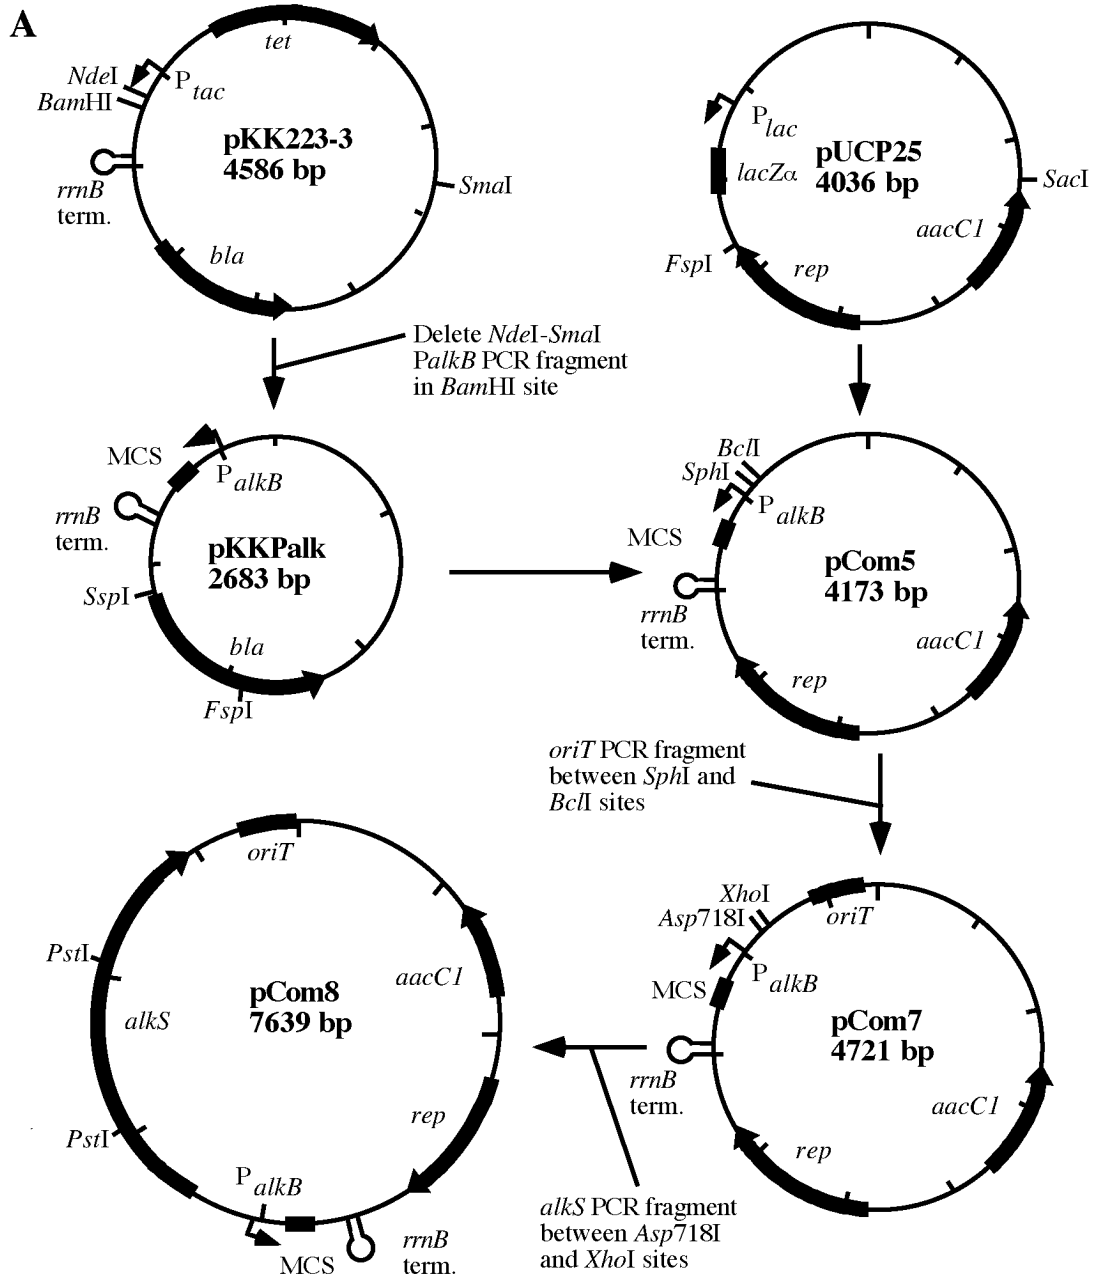 A
tet
NdeI
BamHI
Ptac
pKK223-3
4586 bp
rrnB
term.
SmaI
bla
Plac
pUCP25
4036 bp
lacZα
SacI
aacC1
FspI
rep
Delete NdeI-SmaI
PalkB PCR fragment
in BamHI site
MCS
PalkB
rrnB
term.
pKKPalk
2683 bp
SspI
bla
FspI
BclI
SphI
PalkB
MCS
pCom5
4173 bp
rrnB
term.
aacC1
rep
oriT PCR fragment
between SphI and
BclI sites
oriT
PstI
aacC1
pCom8
7639 bp
alkS
rep
PstI
PalkB
MCS
rrnB
term.
XhoI
Asp718I
oriT
PalkB
MCS
pCom7
4721 bp
rrnB
term.
aacC1
rep
alkS PCR fragment
between Asp718I
and XhoI sites